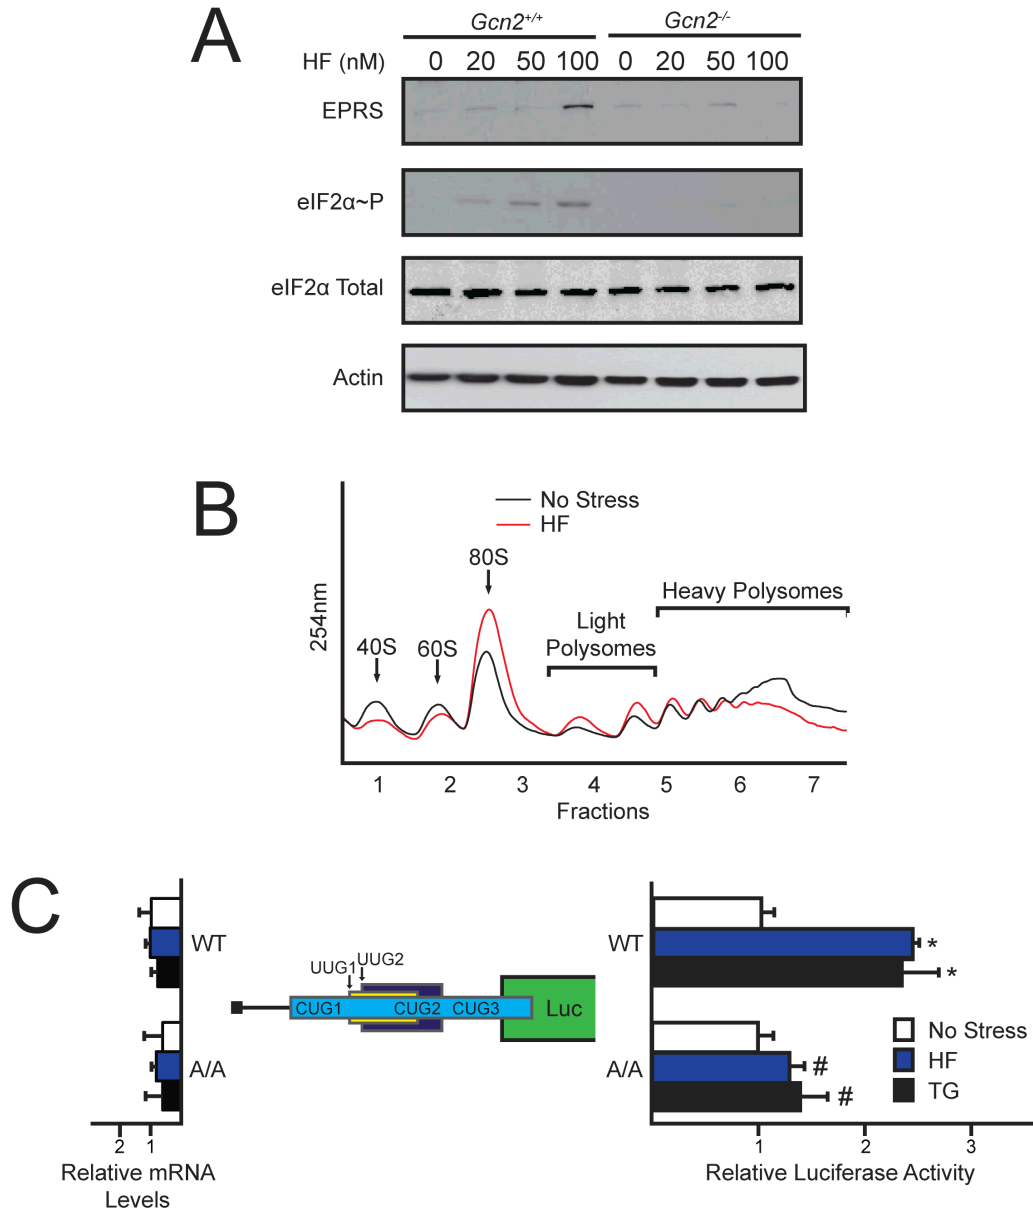 A
Gcn2+/+ Gcn2-/-
HF (nM) 0 20 50 100 0 20 50 100
EPRS
eIF2α~P
eIF2α Total
Actin
B
No Stress
HF
254nm
40S
60S
80S
Light
Polysomes
Heavy Polysomes
1 2 3 4 5 6 7
Fractions
C
WT
A/A
2 1
Relative mRNA
Levels
UUG1 UUG2
CUG1 CUG2 CUG3 Luc
WT * *
A/A # #
No Stress
HF
TG
1 2 3
Relative Luciferase Activity